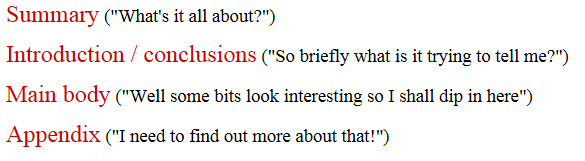 Summary ("What's it all about?")
Introduction / conclusions ("So briefly what is it trying to tell me?")
Main body ("Well some bits look interesting so I shall dip in here")
Appendix ("I need to find out more about that!")